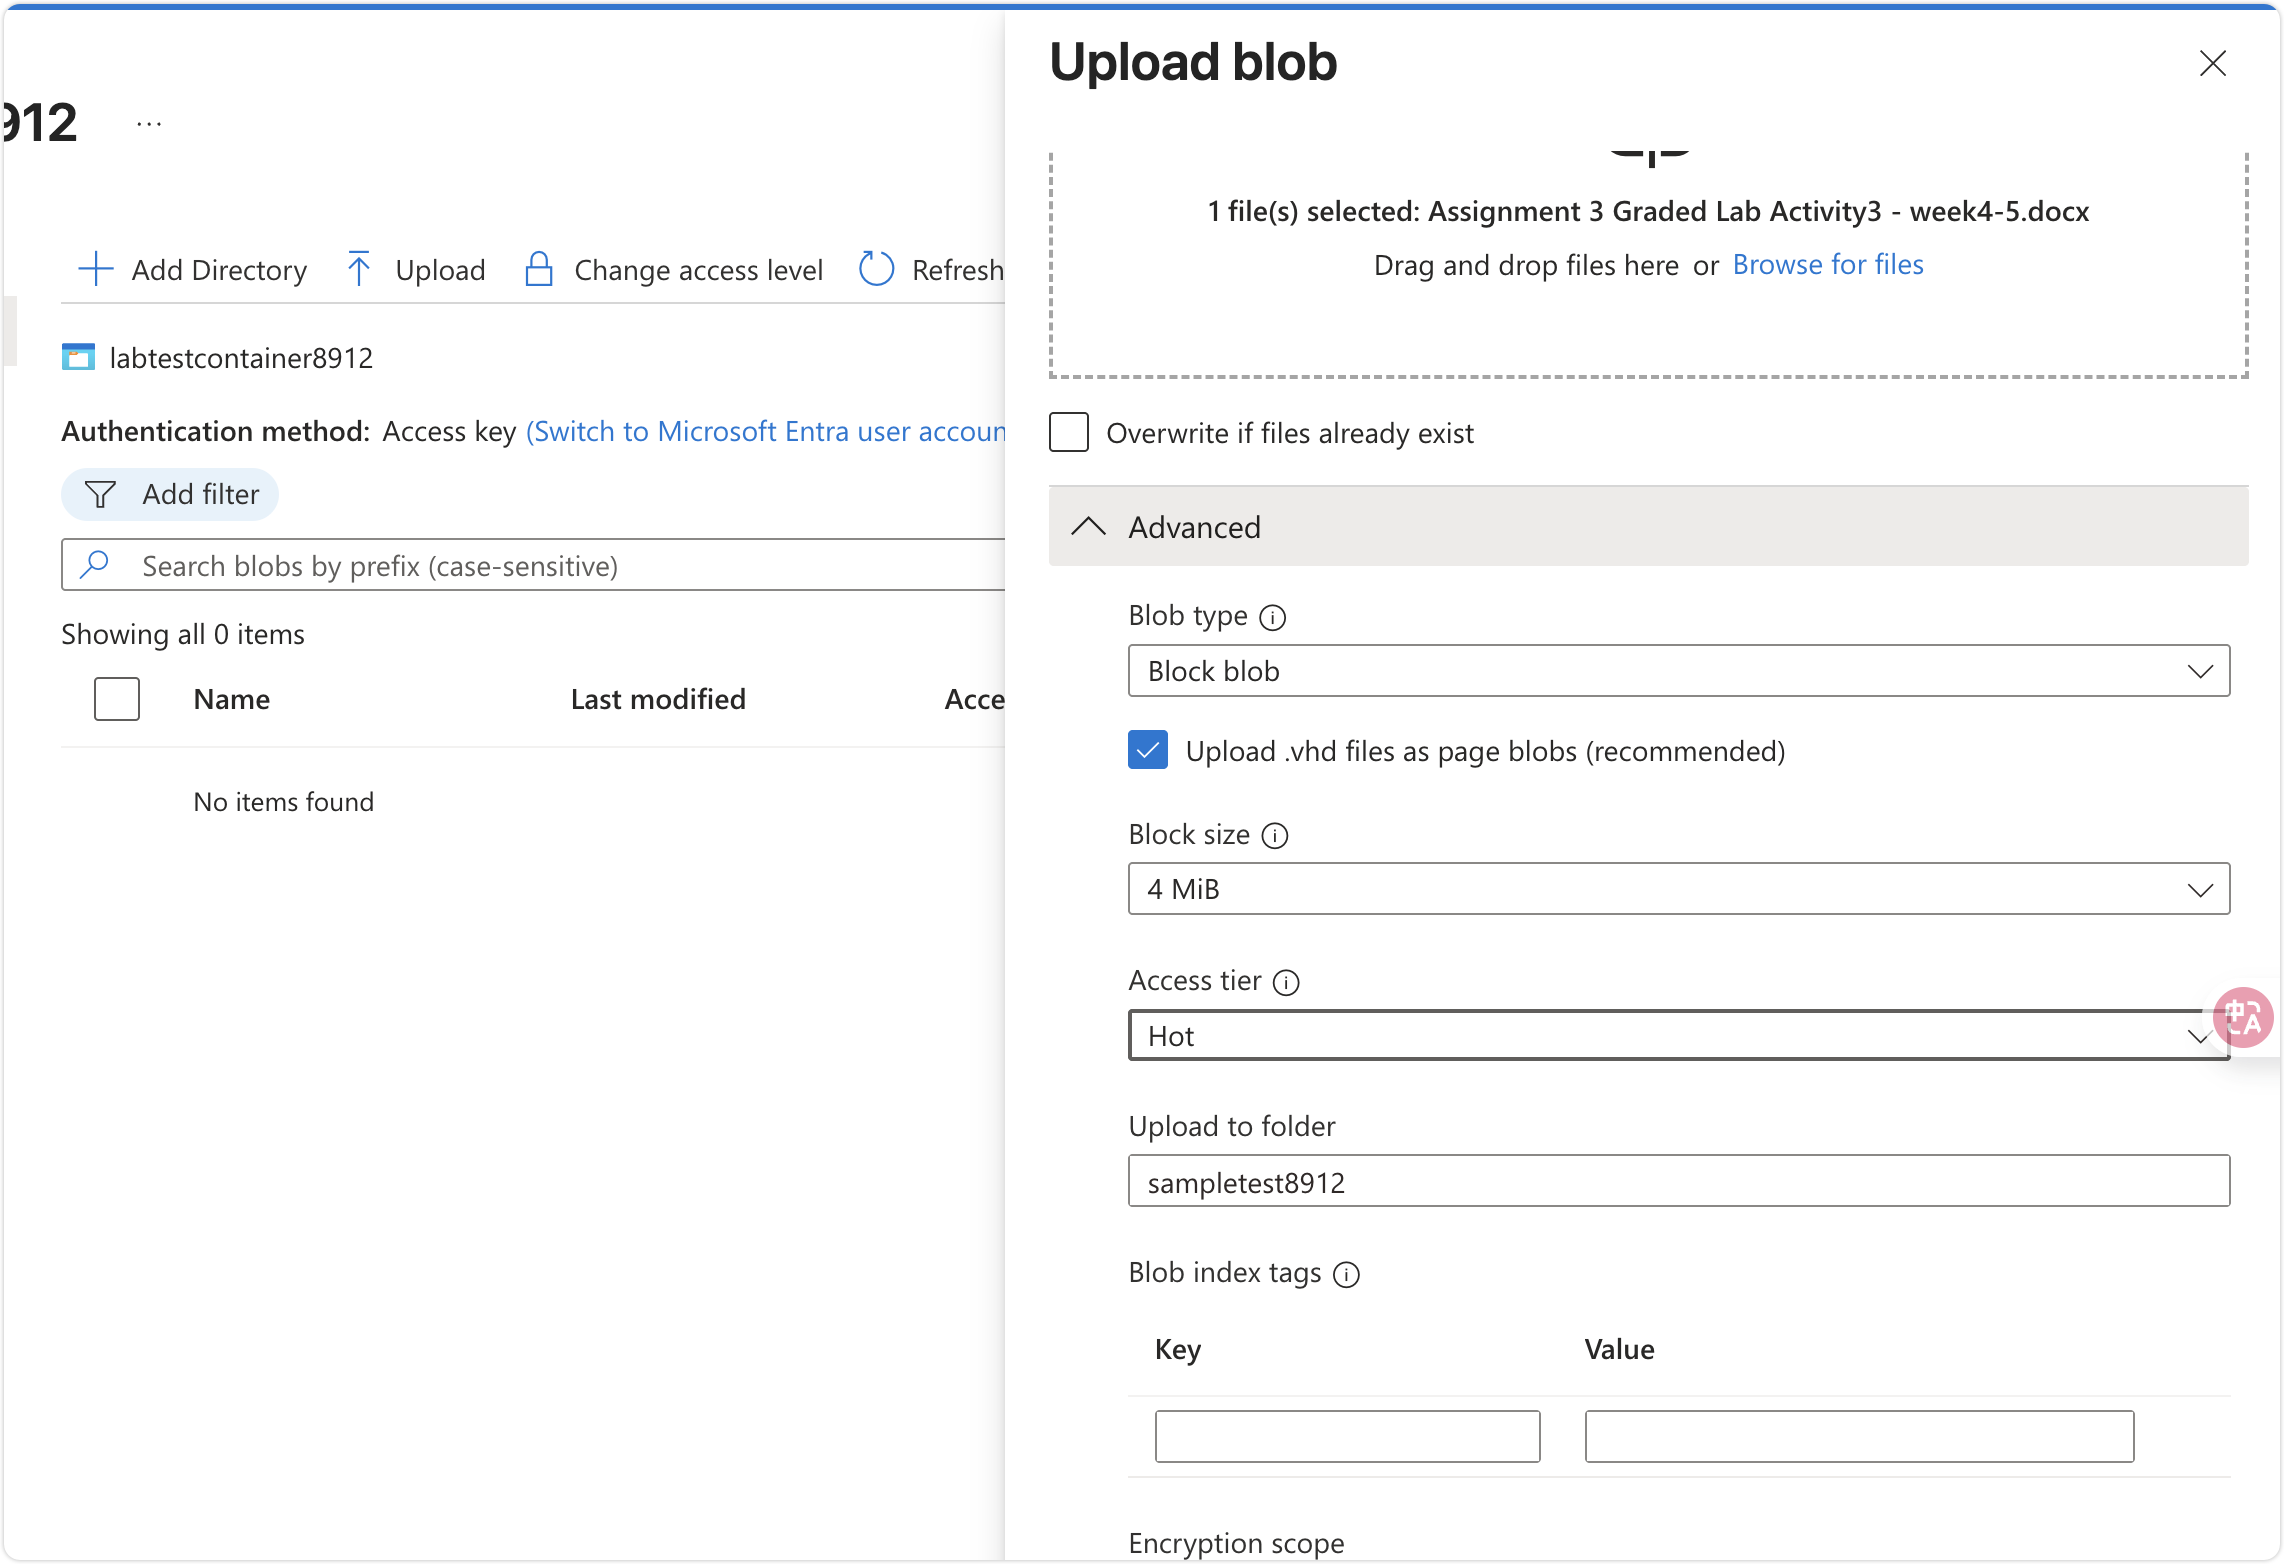 912 ...
Add Directory Upload Change access level Refresh
labtestcontainer8912
Authentication method: Access key (Switch to Microsoft Entra user accoun
Add filter
Search blobs by prefix (case-sensitive)
Showing all 0 items
Name Last modified Acce
No items found
Upload blob
1 file(s) selected: Assignment 3 Graded Lab Activity3 - week4-5.docx
Drag and drop files here or Browse for files
Overwrite if files already exist
Advanced
Blob type
Block blob
Upload .vhd files as page blobs (recommended)
Block size
4 MiB
Access tier
Hot
中A
Upload to folder
sampletest8912
Blob index tags
Key Value
Encryption scope